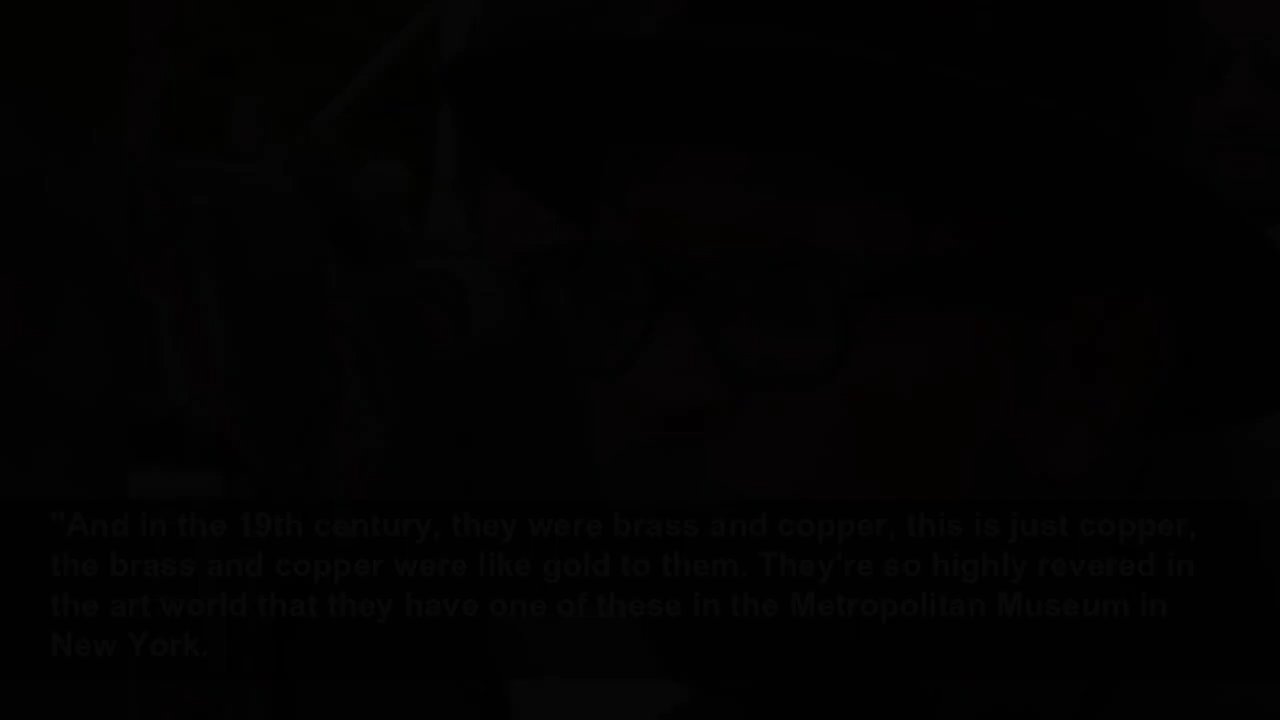 "And in the 19th century, they were brass and copper, this is just copper,
the brass and copper were like gold to them. They're so highly revered in
the art world that they have one of these in the Metropolitan Museum in
New York.